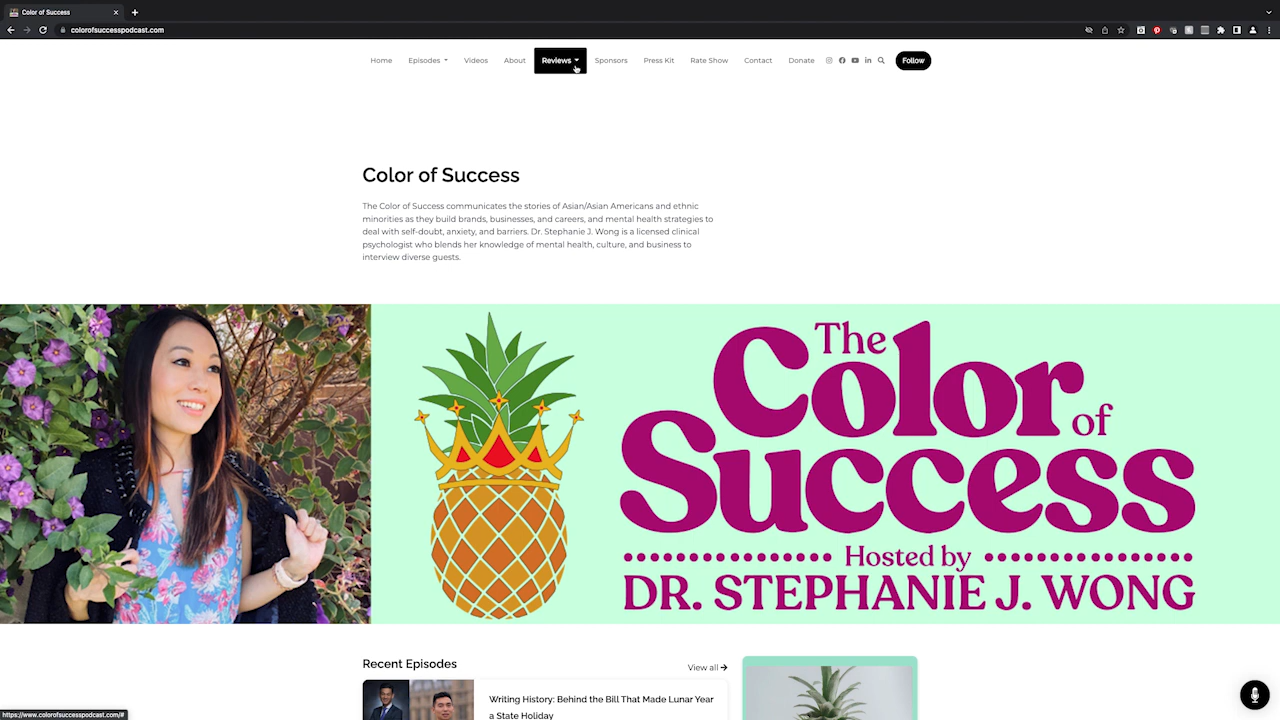 Color of Success
colorofsuccesspodcast.com
Home Episodes Videos About Reviews Sponsors Press Kit Rate Show Contact Donate Follow
Color of Success
The Color of Success communicates the stories of Asian/Asian Americans and ethnic
minorities as they build brands, businesses, and careers, and mental health strategies to
deal with self-doubt, anxiety, and barriers. Dr. Stephanie J. Wong is a licensed clinical
psychologist who blends her knowledge of mental health, culture, and business to
interview diverse guests.
The
Color of
Success
Hosted by
DR. STEPHANIE J. WONG
Recent Episodes
View all
Writing History: Behind the Bill That Made Lunar Year
a State Holiday
https://www.colorofsuccesspodcast.com/#